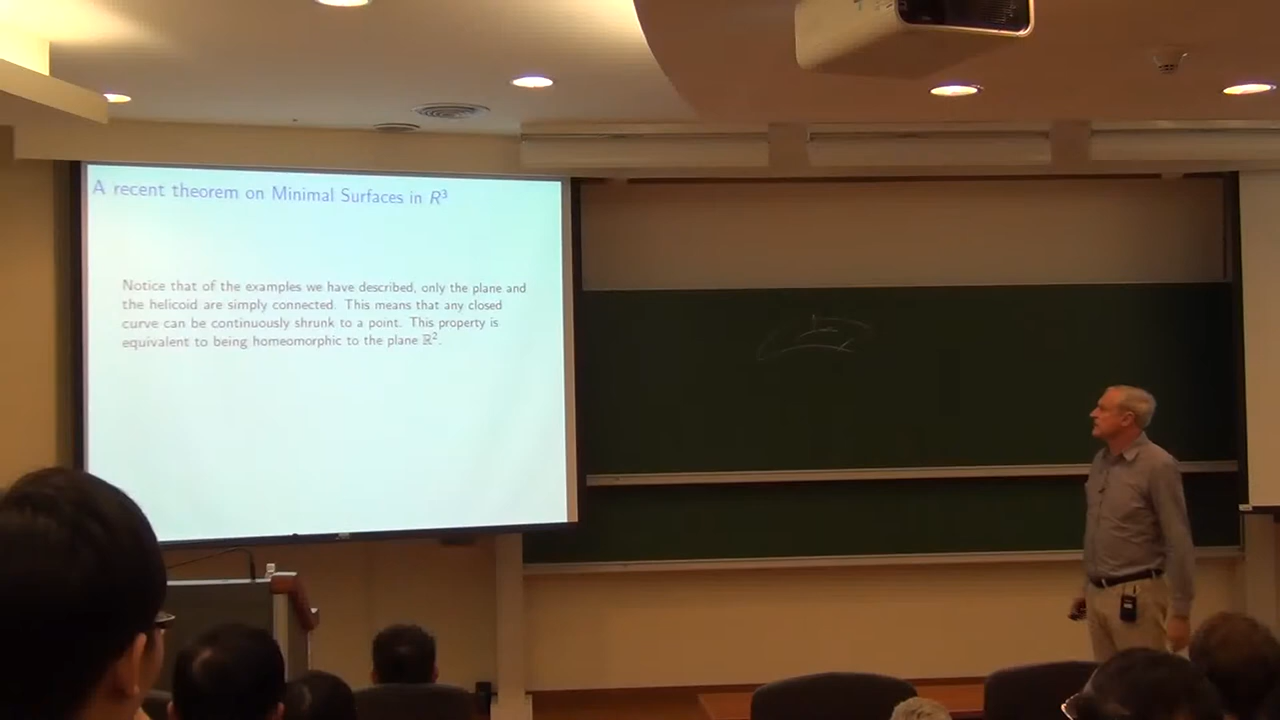 A recent theorem on Minimal Surfaces in R³
Notice that of the examples we have described, only the plane and
the helicoid are simply connected. This means that any closed
curve can be continuously shrunk to a point. This property is
equivalent to being homeomorphic to the plane ℝ².